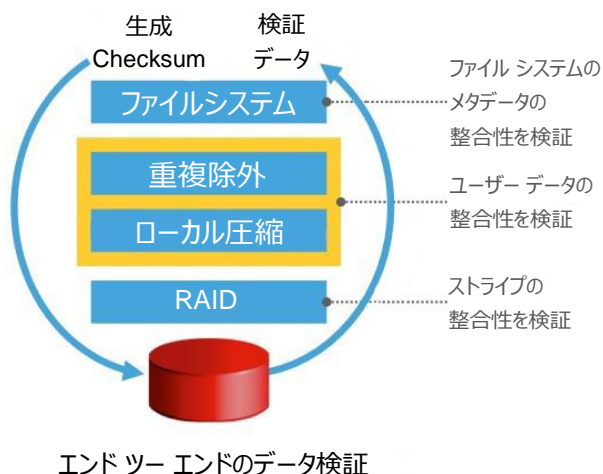 生成
Checksum
検証
データ
ファイルシステム
重複除外
ローカル圧縮
RAID
ファイル システムの
メタデータの
整合性を検証
ユーザー データの
整合性を検証
ストライプの
整合性を検証
エンド ツー エンドのデータ検証